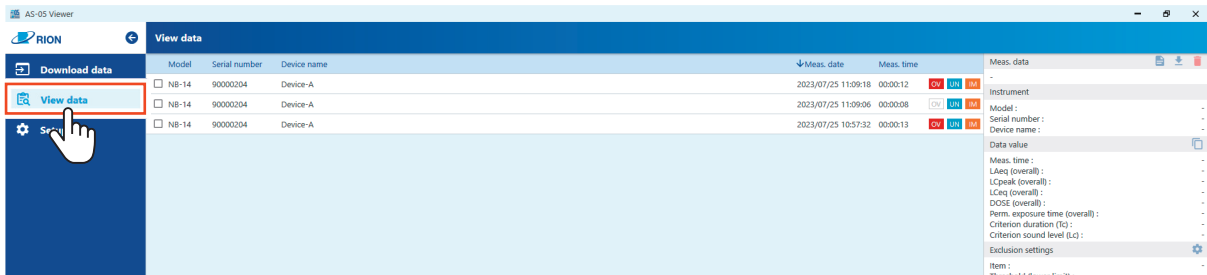 AS-05 Viewer
RION
View data
Download data
View data
Model Serial number Device name Meas. date Meas. time
NB-14 90000204 Device-A 2023/07/25 11:09:18 00:00:12 OV UN IM
NB-14 90000204 Device-A 2023/07/25 11:09:06 00:00:08 OV UN IM
NB-14 90000204 Device-A 2023/07/25 10:57:32 00:00:13 OV UN IM
Meas. data
-
Instrument
Model : -
Serial number : -
Device name : -
Data value
Meas. time : -
LAeq (overall) : -
LCpeak (overall) : -
LCeq (overall) : -
DOSE (overall) : -
Perm. exposure time (overall) : -
Criterion duration (Tc) : -
Criterion sound level (Lc) : -
Exclusion settings
Item : -